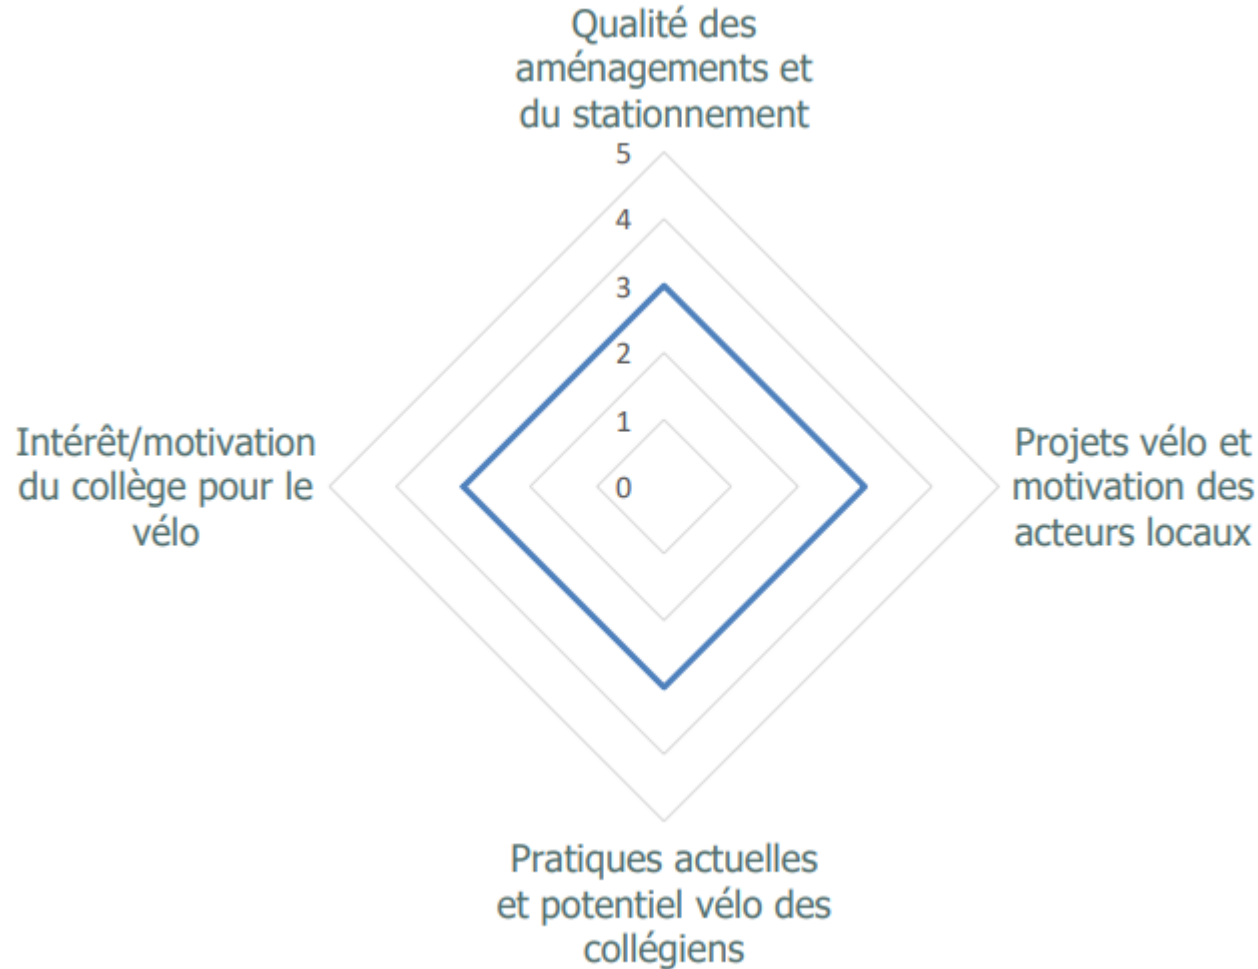 Qualité des
aménagements et
du stationnement
5
4
3
2
1
0
Intérêt/motivation
du collège pour le
vélo
Projets vélo et
motivation des
acteurs locaux
Pratiques actuelles
et potentiel vélo des
collégiens